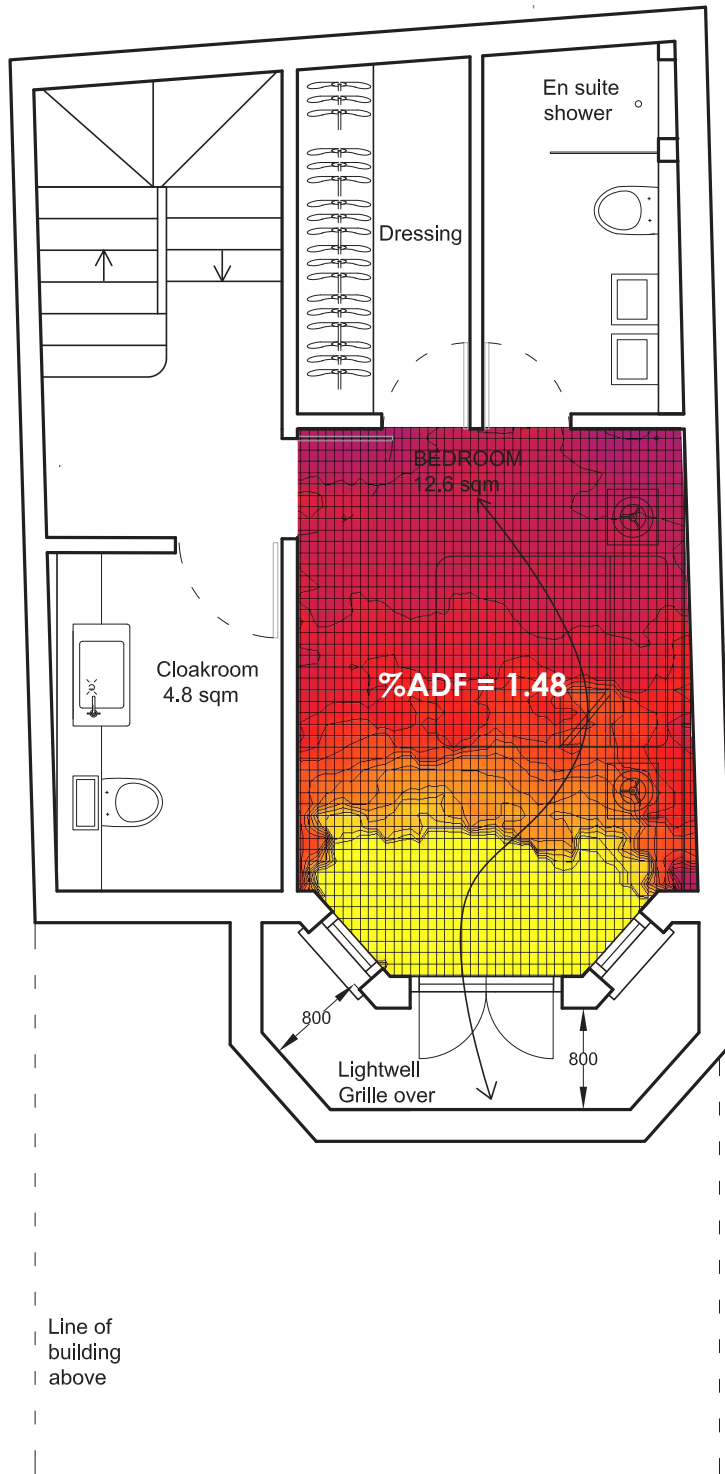 En suite
shower
Dressing
BEDROOM
12.6 sqm
Cloakroom
4.8 sqm
%ADF = 1.48
800
800
Lightwell
Grille over
Line of
building
above